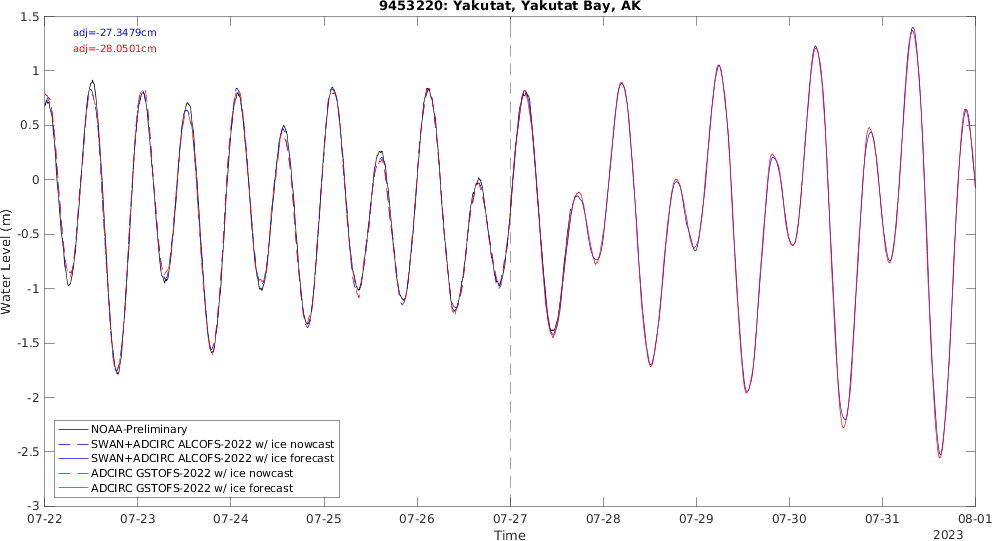 9453220: Yakutat, Yakutat Bay, AK
adj=-27.3479cm
adj=-28.0501cm
1.5
1
0.5
0
-0.5
-1
-1.5
-2
-2.5
-3
Water Level (m)
NOAA-Preliminary
SWAN+ADCIRC ALCOFS-2022 w/ ice nowcast
SWAN+ADCIRC ALCOFS-2022 w/ ice forecast
ADCIRC GSTOFS-2022 w/ ice nowcast
ADCIRC GSTOFS-2022 w/ ice forecast
07-22 07-23 07-24 07-25 07-26 07-27 07-28 07-29 07-30 07-31 08-01
Time
2023